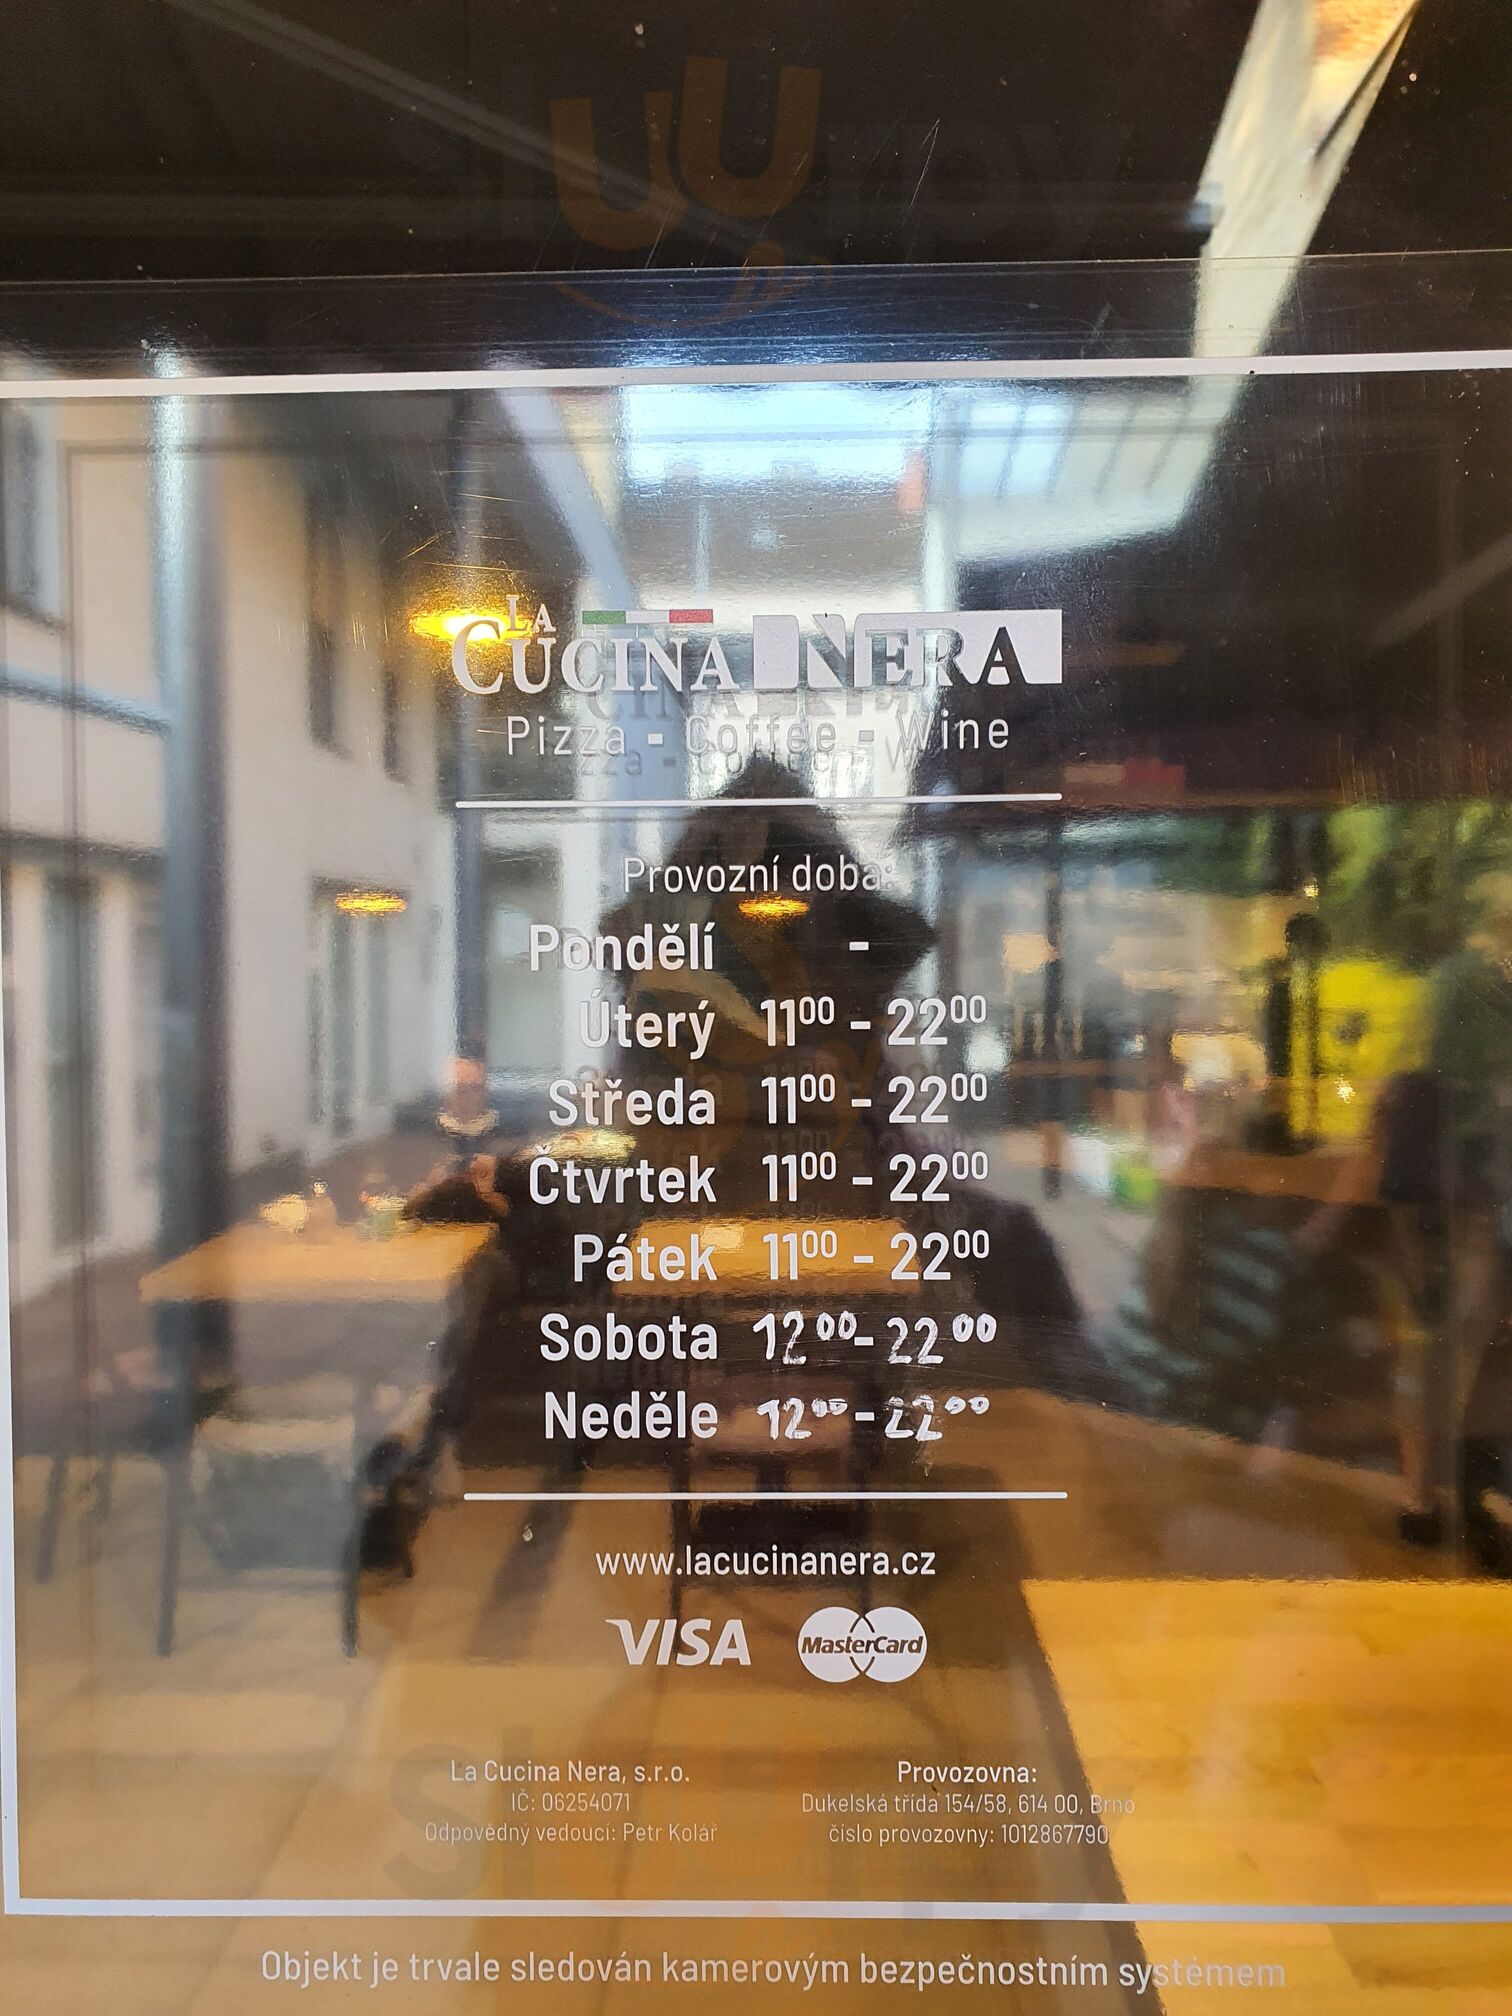 LA
CUCINA NERA
Pizza - Coffee - Wine
Provozní doba:
Pondělí -
Úterý 11⁰⁰ - 22⁰⁰
Středa 11⁰⁰ - 22⁰⁰
Čtvrtek 11⁰⁰ - 22⁰⁰
Pátek 11⁰⁰ - 22⁰⁰
Sobota 12⁰⁰ - 22⁰⁰
Neděle 12⁰⁰ - 22⁰⁰
www.lacucinanera.cz
VISA MasterCard
La Cucina Nera, s.r.o.
IČ: 06254071
Odpovědný vedoucí: Petr Kolář
Provozovna:
Dukelská třída 154/58, 614 00, Brno
číslo provozovny: 1012867790
Objekt je trvale sledován kamerovým bezpečnostním systémem